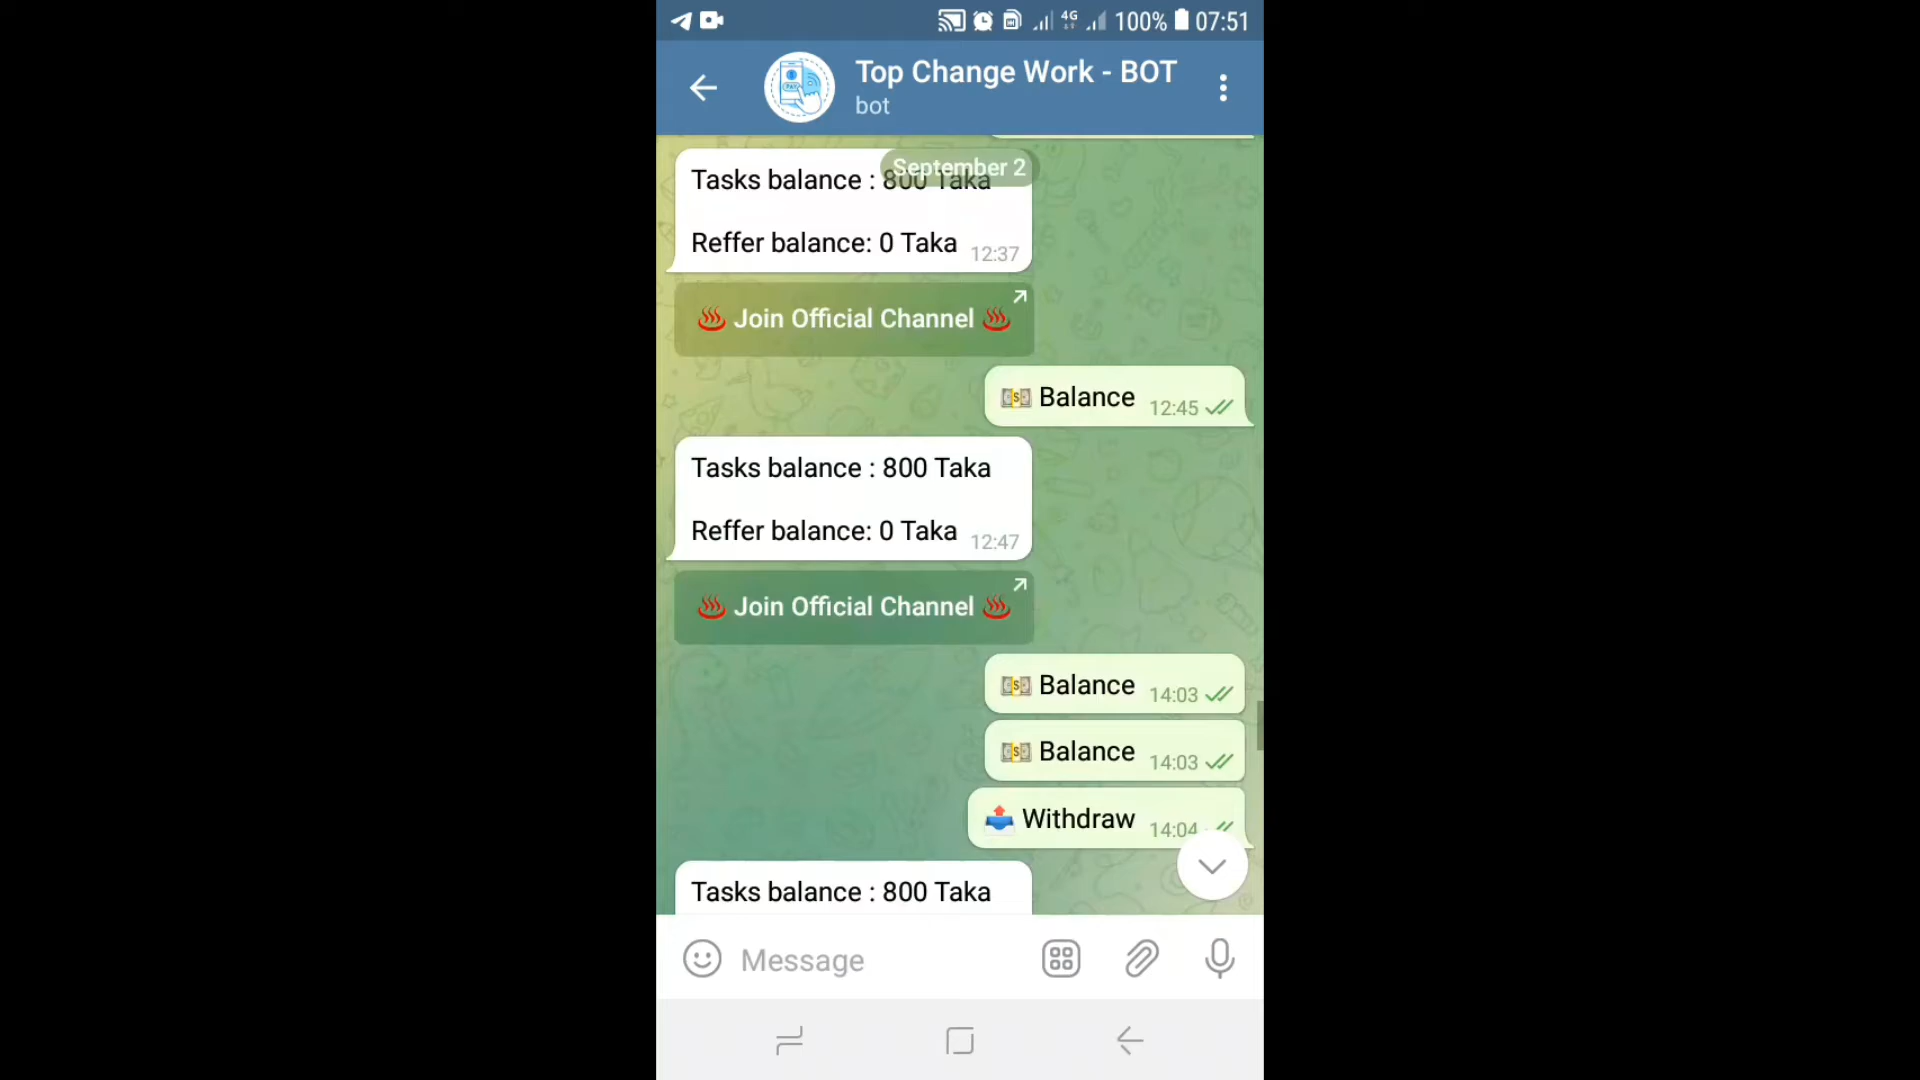 4G 100% 07:51
Top Change Work - BOT
bot
September 2
Tasks balance : 800 Taka
Reffer balance: 0 Taka 12:37
♨️ Join Official Channel ♨️
💵 Balance 12:45
Tasks balance : 800 Taka
Reffer balance: 0 Taka 12:47
♨️ Join Official Channel ♨️
💵 Balance 14:03
💵 Balance 14:03
📤 Withdraw 14:04
Tasks balance : 800 Taka
Message